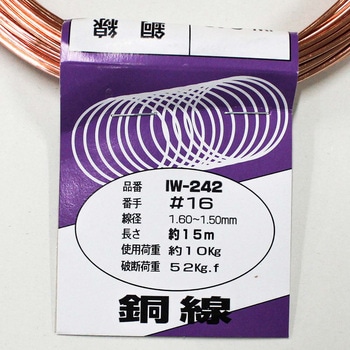 銅線
品番 IW-242
番手 #16
線径 1.60~1.50mm
長さ 約15m
使用荷重 約10Kg
破断荷重 52Kg.f
銅線